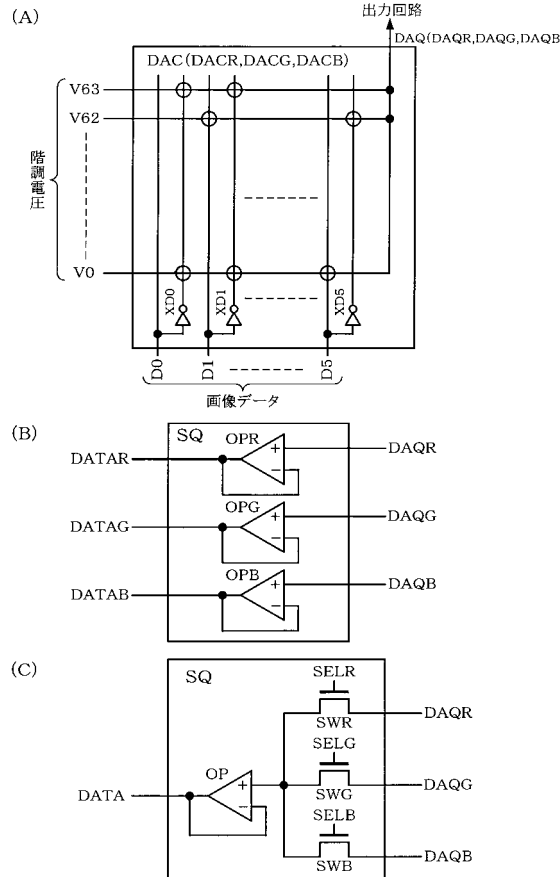 (A)
出力回路
DAQ(DAQR,DAQG,DAQB
DAC(DACR,DACG,DACB)
V63
V62
階調電圧
V0
XD0
XD1
XD5
D0
D1
D5
画像データ
(B)
SQ
OPR
DATAR
+
−
DAQR
OPG
DATAG
+
−
DAQG
OPB
DATAB
+
−
DAQB
(C)
SQ
SELR
DAQR
SWR
SELG
OP
DATA
+
−
DAQG
SWG
SELB
DAQB
SWB